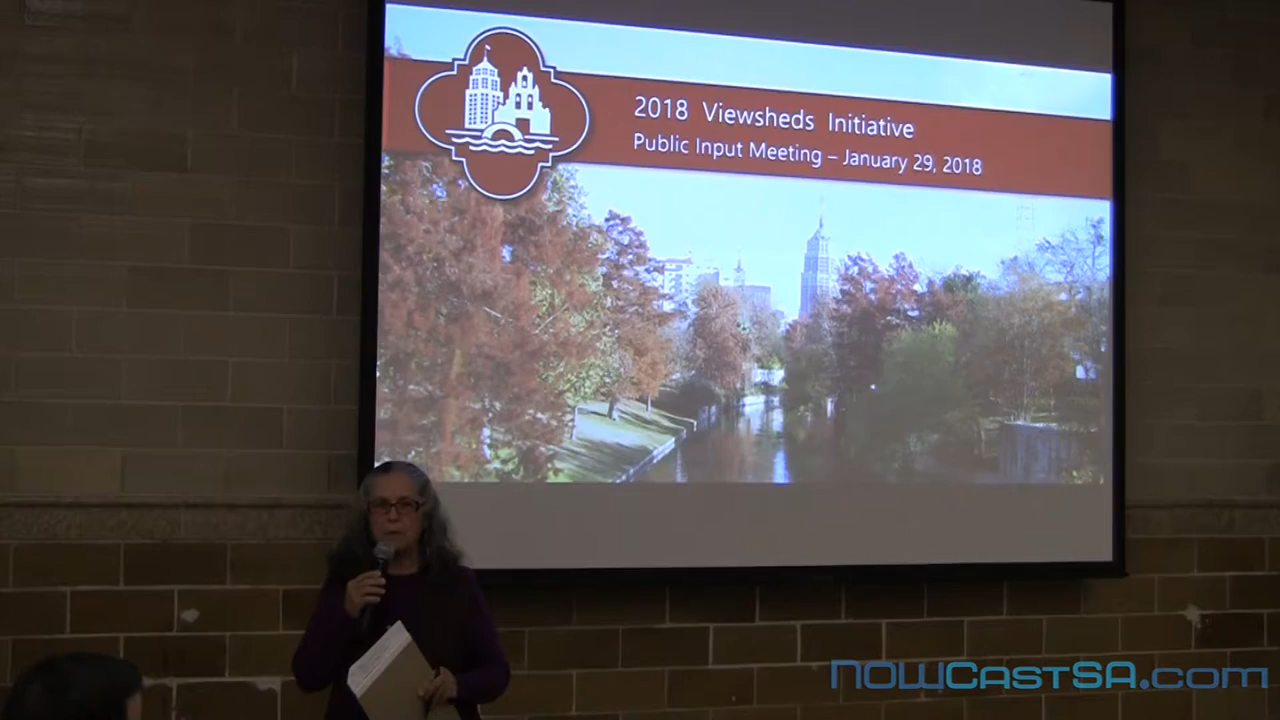 2018 Viewsheds Initiative
Public Input Meeting – January 29, 2018
NOWCastSA.com